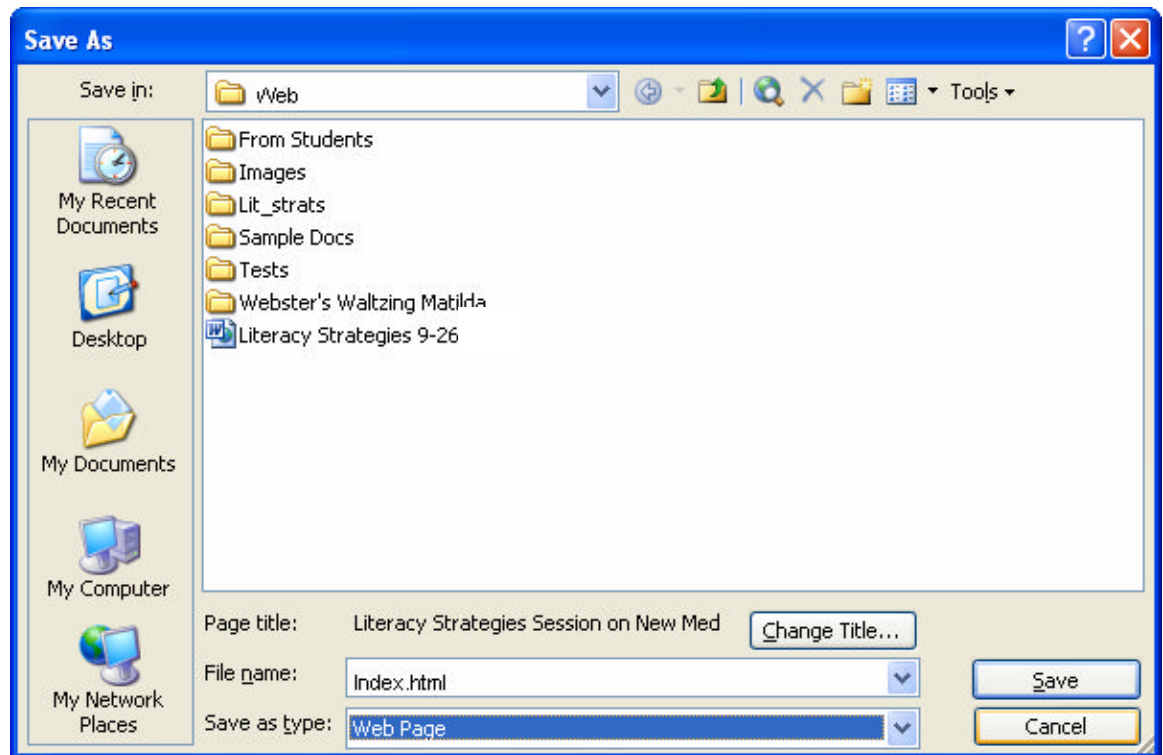 Save As
Save in:
Web
Tools
My Recent
Documents
Desktop
My Documents
My Computer
My Network
Places
From Students
Images
Lit_strats
Sample Docs
Tests
Webster's Waltzing Matilda
Literacy Strategies 9-26
Page title: Literacy Strategies Session on New Med Change Title...
File name: Index.html Save
Save as type: Web Page Cancel